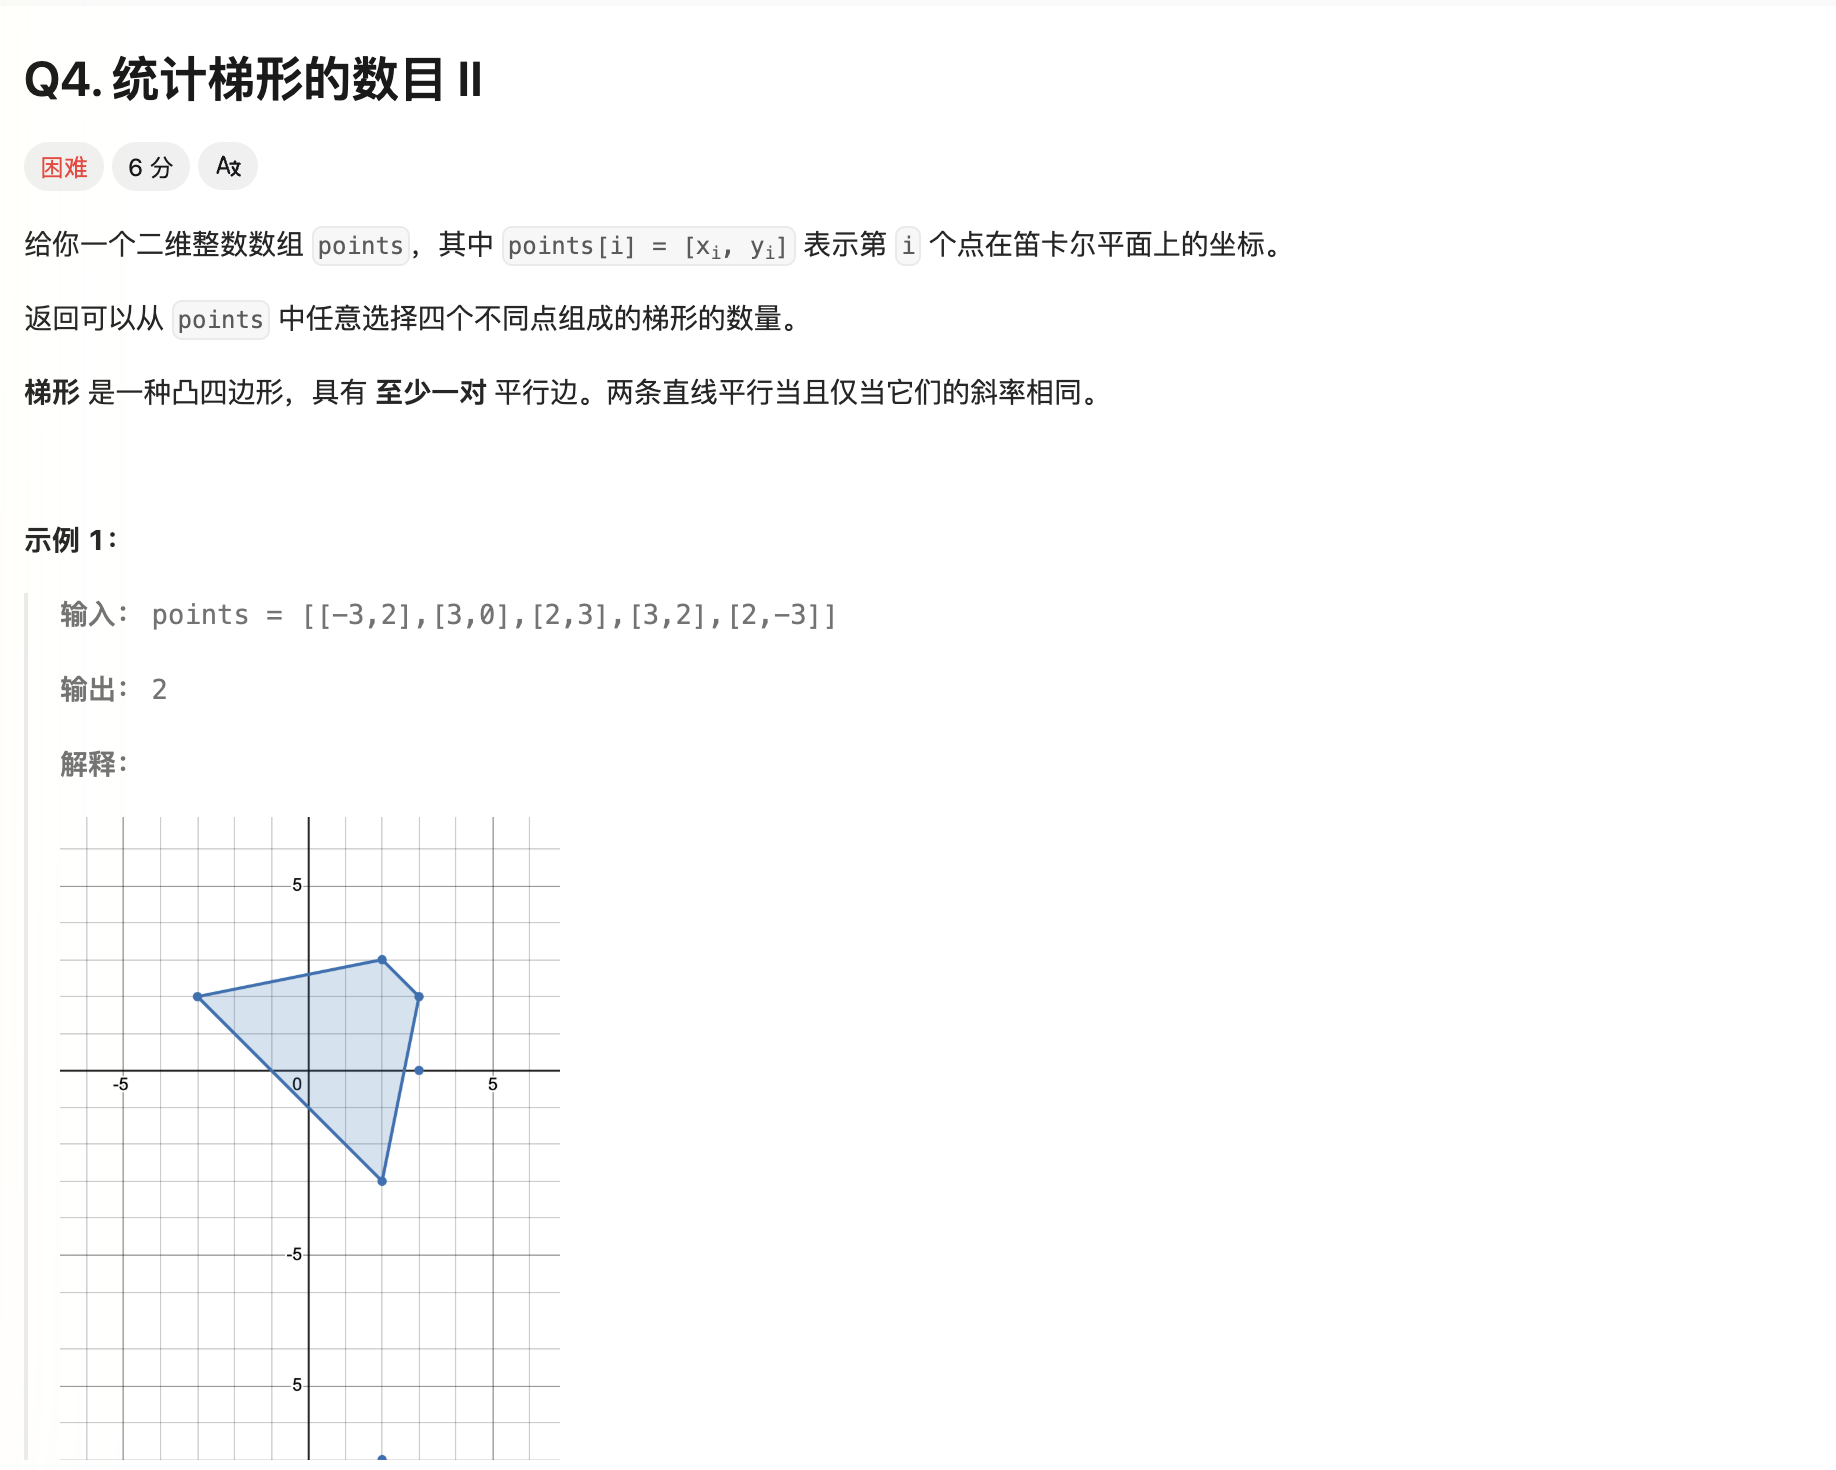 Q4. 统计梯形的数目 II
困难 6 分 A文
给你一个二维整数数组 points，其中 points[i] = [xi, yi] 表示第 i 个点在笛卡尔平面上的坐标。
返回可以从 points 中任意选择四个不同点组成的梯形的数量。
梯形 是一种凸四边形，具有 至少一对 平行边。两条直线平行当且仅当它们的斜率相同。
示例 1：
输入： points = [[-3,2],[3,0],[2,3],[3,2],[2,-3]]
输出： 2
解释：
5
-5 0 5
-5
5